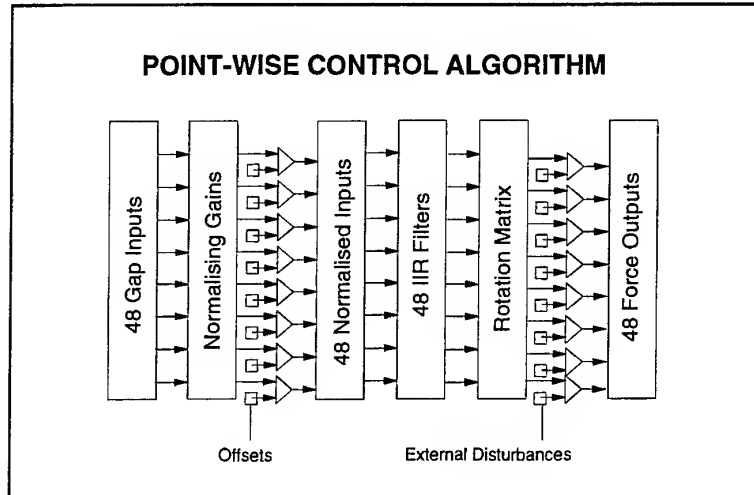 POINT-WISE CONTROL ALGORITHM
48 Gap Inputs
Normalising Gains
48 Normalised Inputs
48 IIR Filters
Rotation Matrix
48 Force Outputs
Offsets
External Disturbances